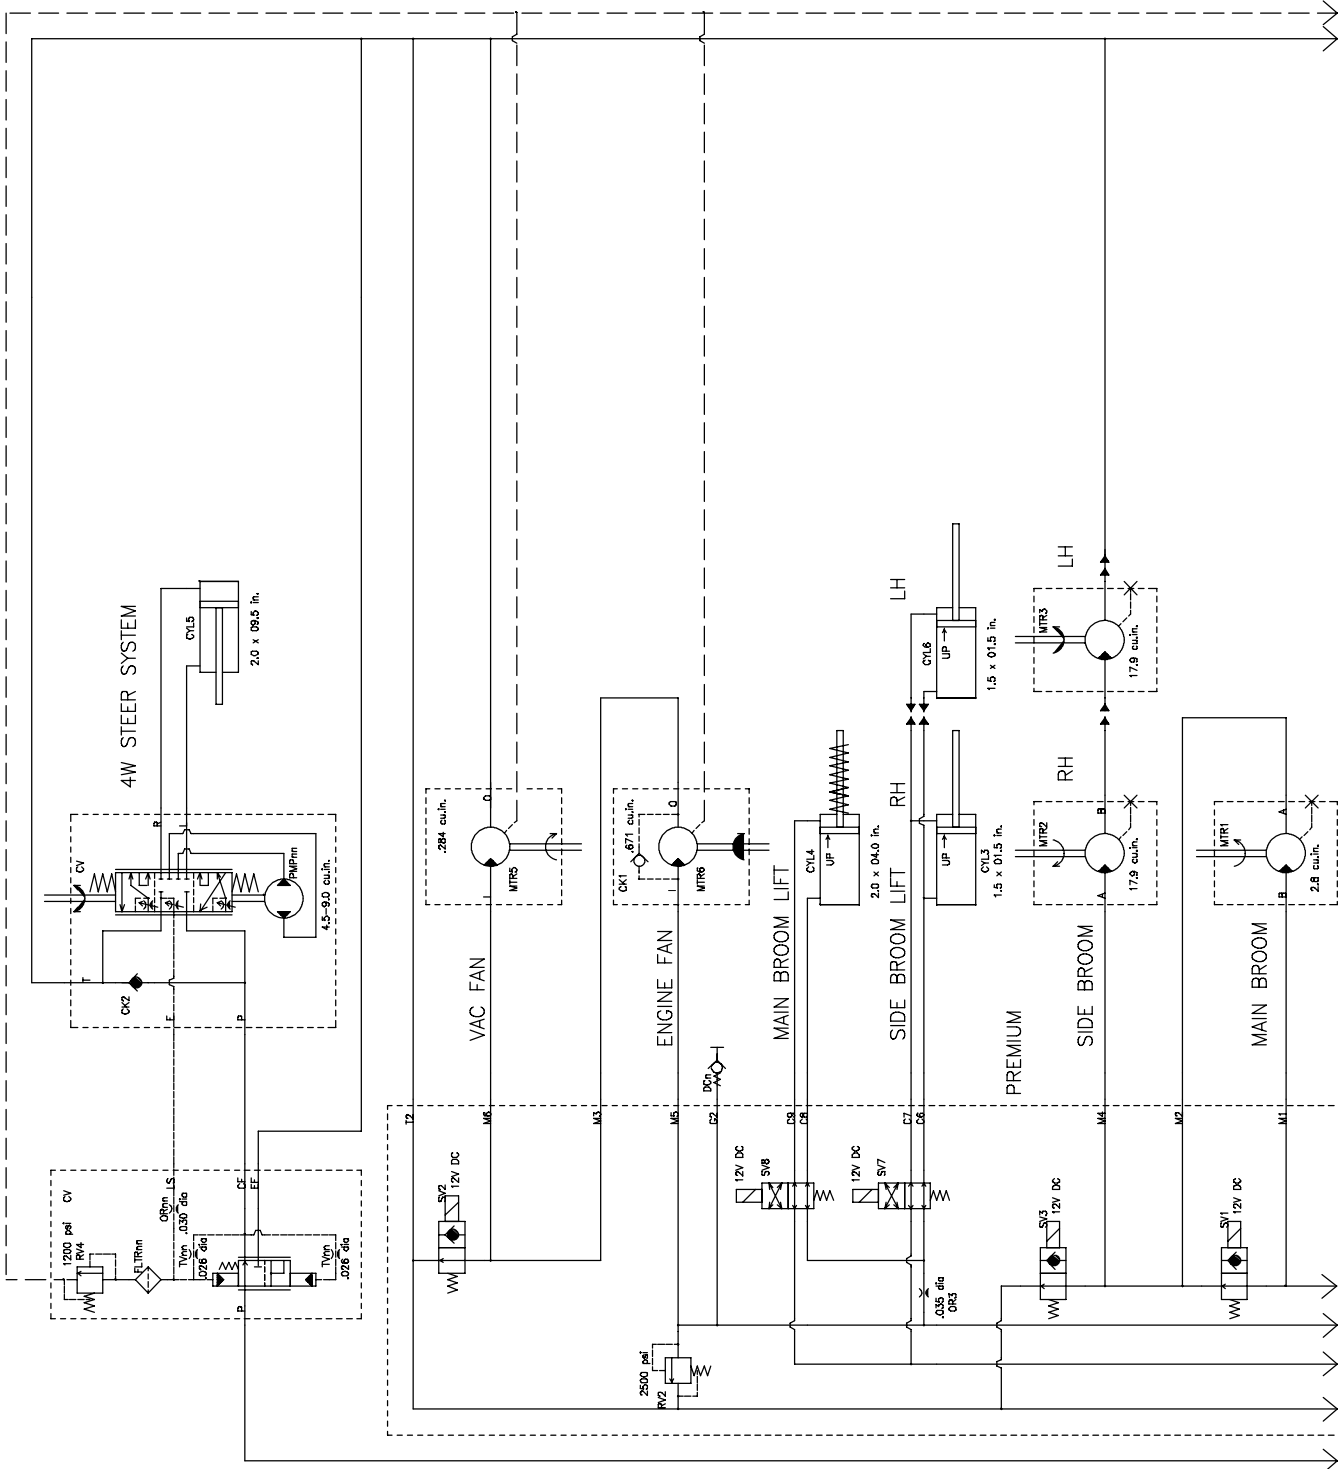 4W STEER SYSTEM
CYL5
2.0 x 09.5 in.
CV
R
L
PMPnn
4.5-9.0 cu.in.
T
CK2
E
P
1200 psi
RV4
CV
FLTRnn
ORnn
.030 dia
LS
CF
EF
TVnn
.026 dia
TVnn
.026 dia
P
VAC FAN
.284 cu.in.
O
MTR5
I
ENGINE FAN
.671 cu.in.
O
CK1
MTR6
I
MAIN BROOM LIFT
CYL4
UP
2.0 x 04.0 in.
SIDE BROOM LIFT
RH
LH
CYL6
UP
1.5 x 01.5 in.
UP
CYL3
1.5 x 01.5 in.
PREMIUM
SIDE BROOM
RH
LH
MTR3
17.9 cu.in.
MTR2
B
A
17.9 cu.in.
MAIN BROOM
MTR1
A
B
2.8 cu.in.
DCn
T2
M6
M3
M5
G2
C9
C8
C7
C6
M4
M2
M1
SV2
12V DC
12V DC
SV8
12V DC
SV7
SV3
12V DC
SV1
12V DC
.035 dia
OR3
2500 psi
RV2